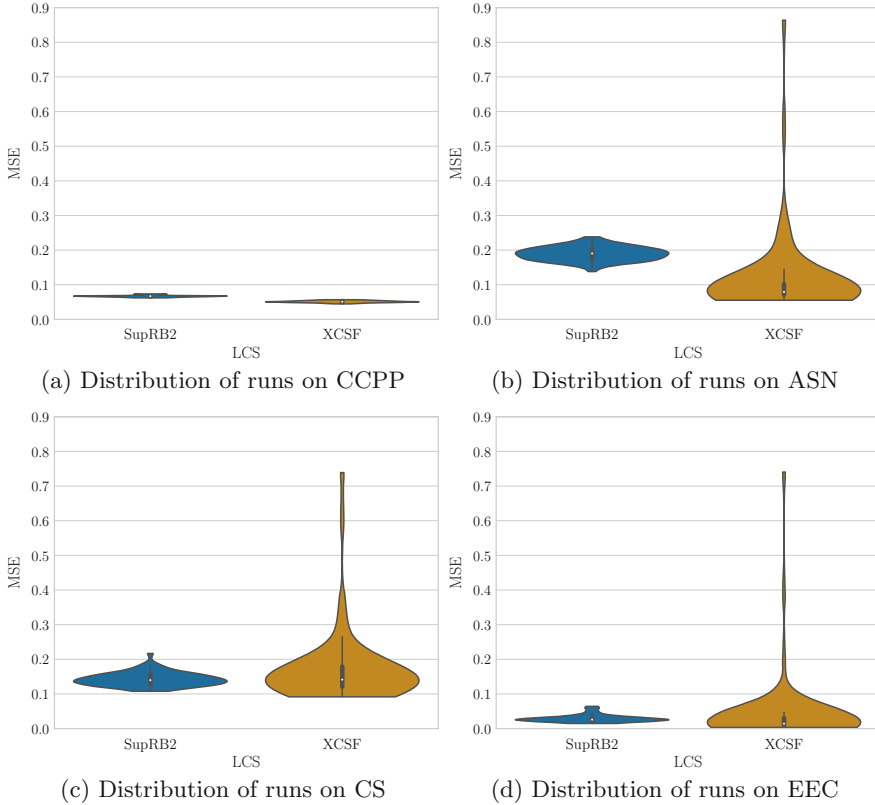 0.9
0.8
0.7
0.6
0.5
0.4
0.3
0.2
0.1
0.0
MSE
SupRB2
XCSF
LCS
(a) Distribution of runs on CCPP
0.9
0.8
0.7
0.6
0.5
0.4
0.3
0.2
0.1
0.0
MSE
SupRB2
XCSF
LCS
(b) Distribution of runs on ASN
0.9
0.8
0.7
0.6
0.5
0.4
0.3
0.2
0.1
0.0
MSE
SupRB2
XCSF
LCS
(c) Distribution of runs on CS
0.9
0.8
0.7
0.6
0.5
0.4
0.3
0.2
0.1
0.0
MSE
SupRB2
XCSF
LCS
(d) Distribution of runs on EEC